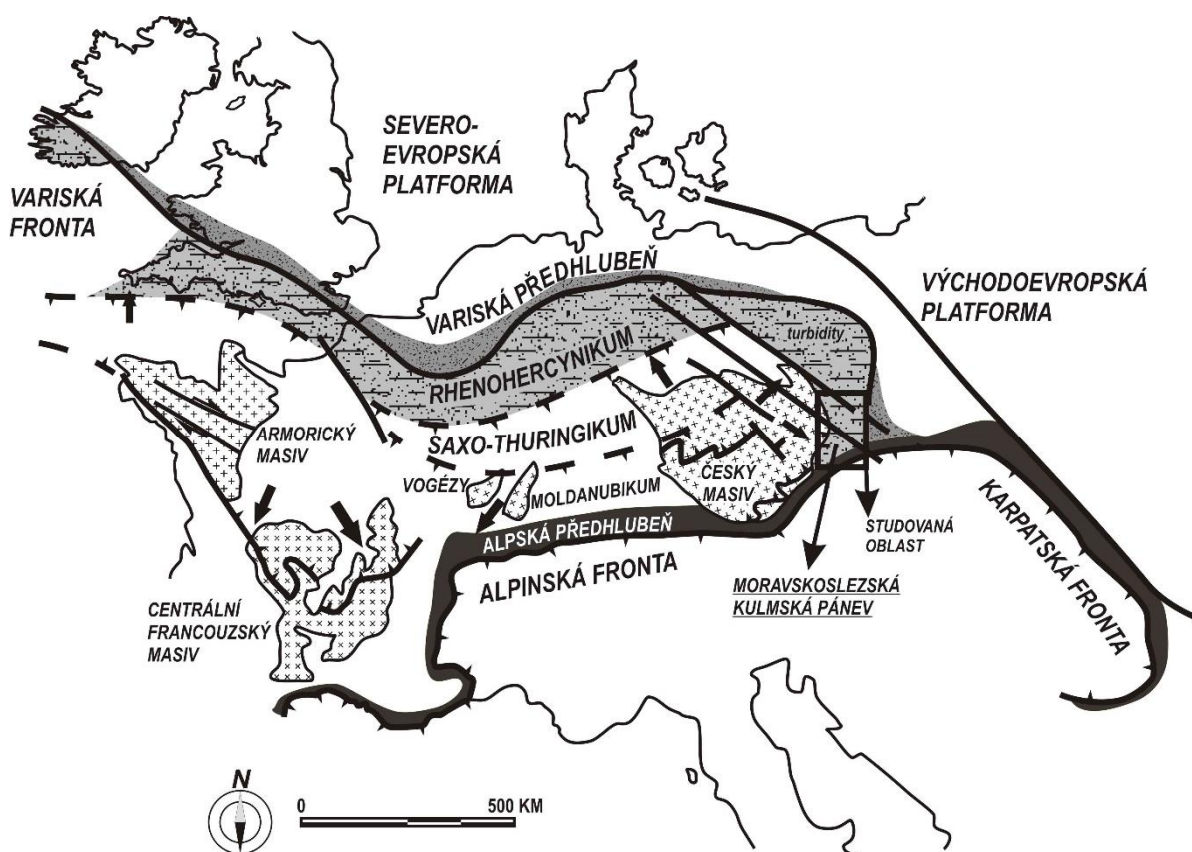 SEVERO-
EVROPSKÁ
PLATFORMA
VARISKÁ
FRONTA
VARISKÁ PŘEDHLUBEŇ
VÝCHODOEVROPSKÁ
PLATFORMA
turbidity
RHENOHERCYNIKUM
SAXO-THURINGIKUM
ARMORICKÝ
MASIV
VOGÉZY
MOLDANUBIKUM
ČESKÝ
MASIV
ALPSKÁ PŘEDHLUBEŇ
STUDOVANÁ
OBLAST
ALPINSKÁ FRONTA
MORAVSKOSLEZSKÁ
KULMSKÁ PÁNEV
KARPATSKÁ FRONTA
CENTRÁLNÍ
FRANCOUZSKÝ
MASIV
N
0 500 KM